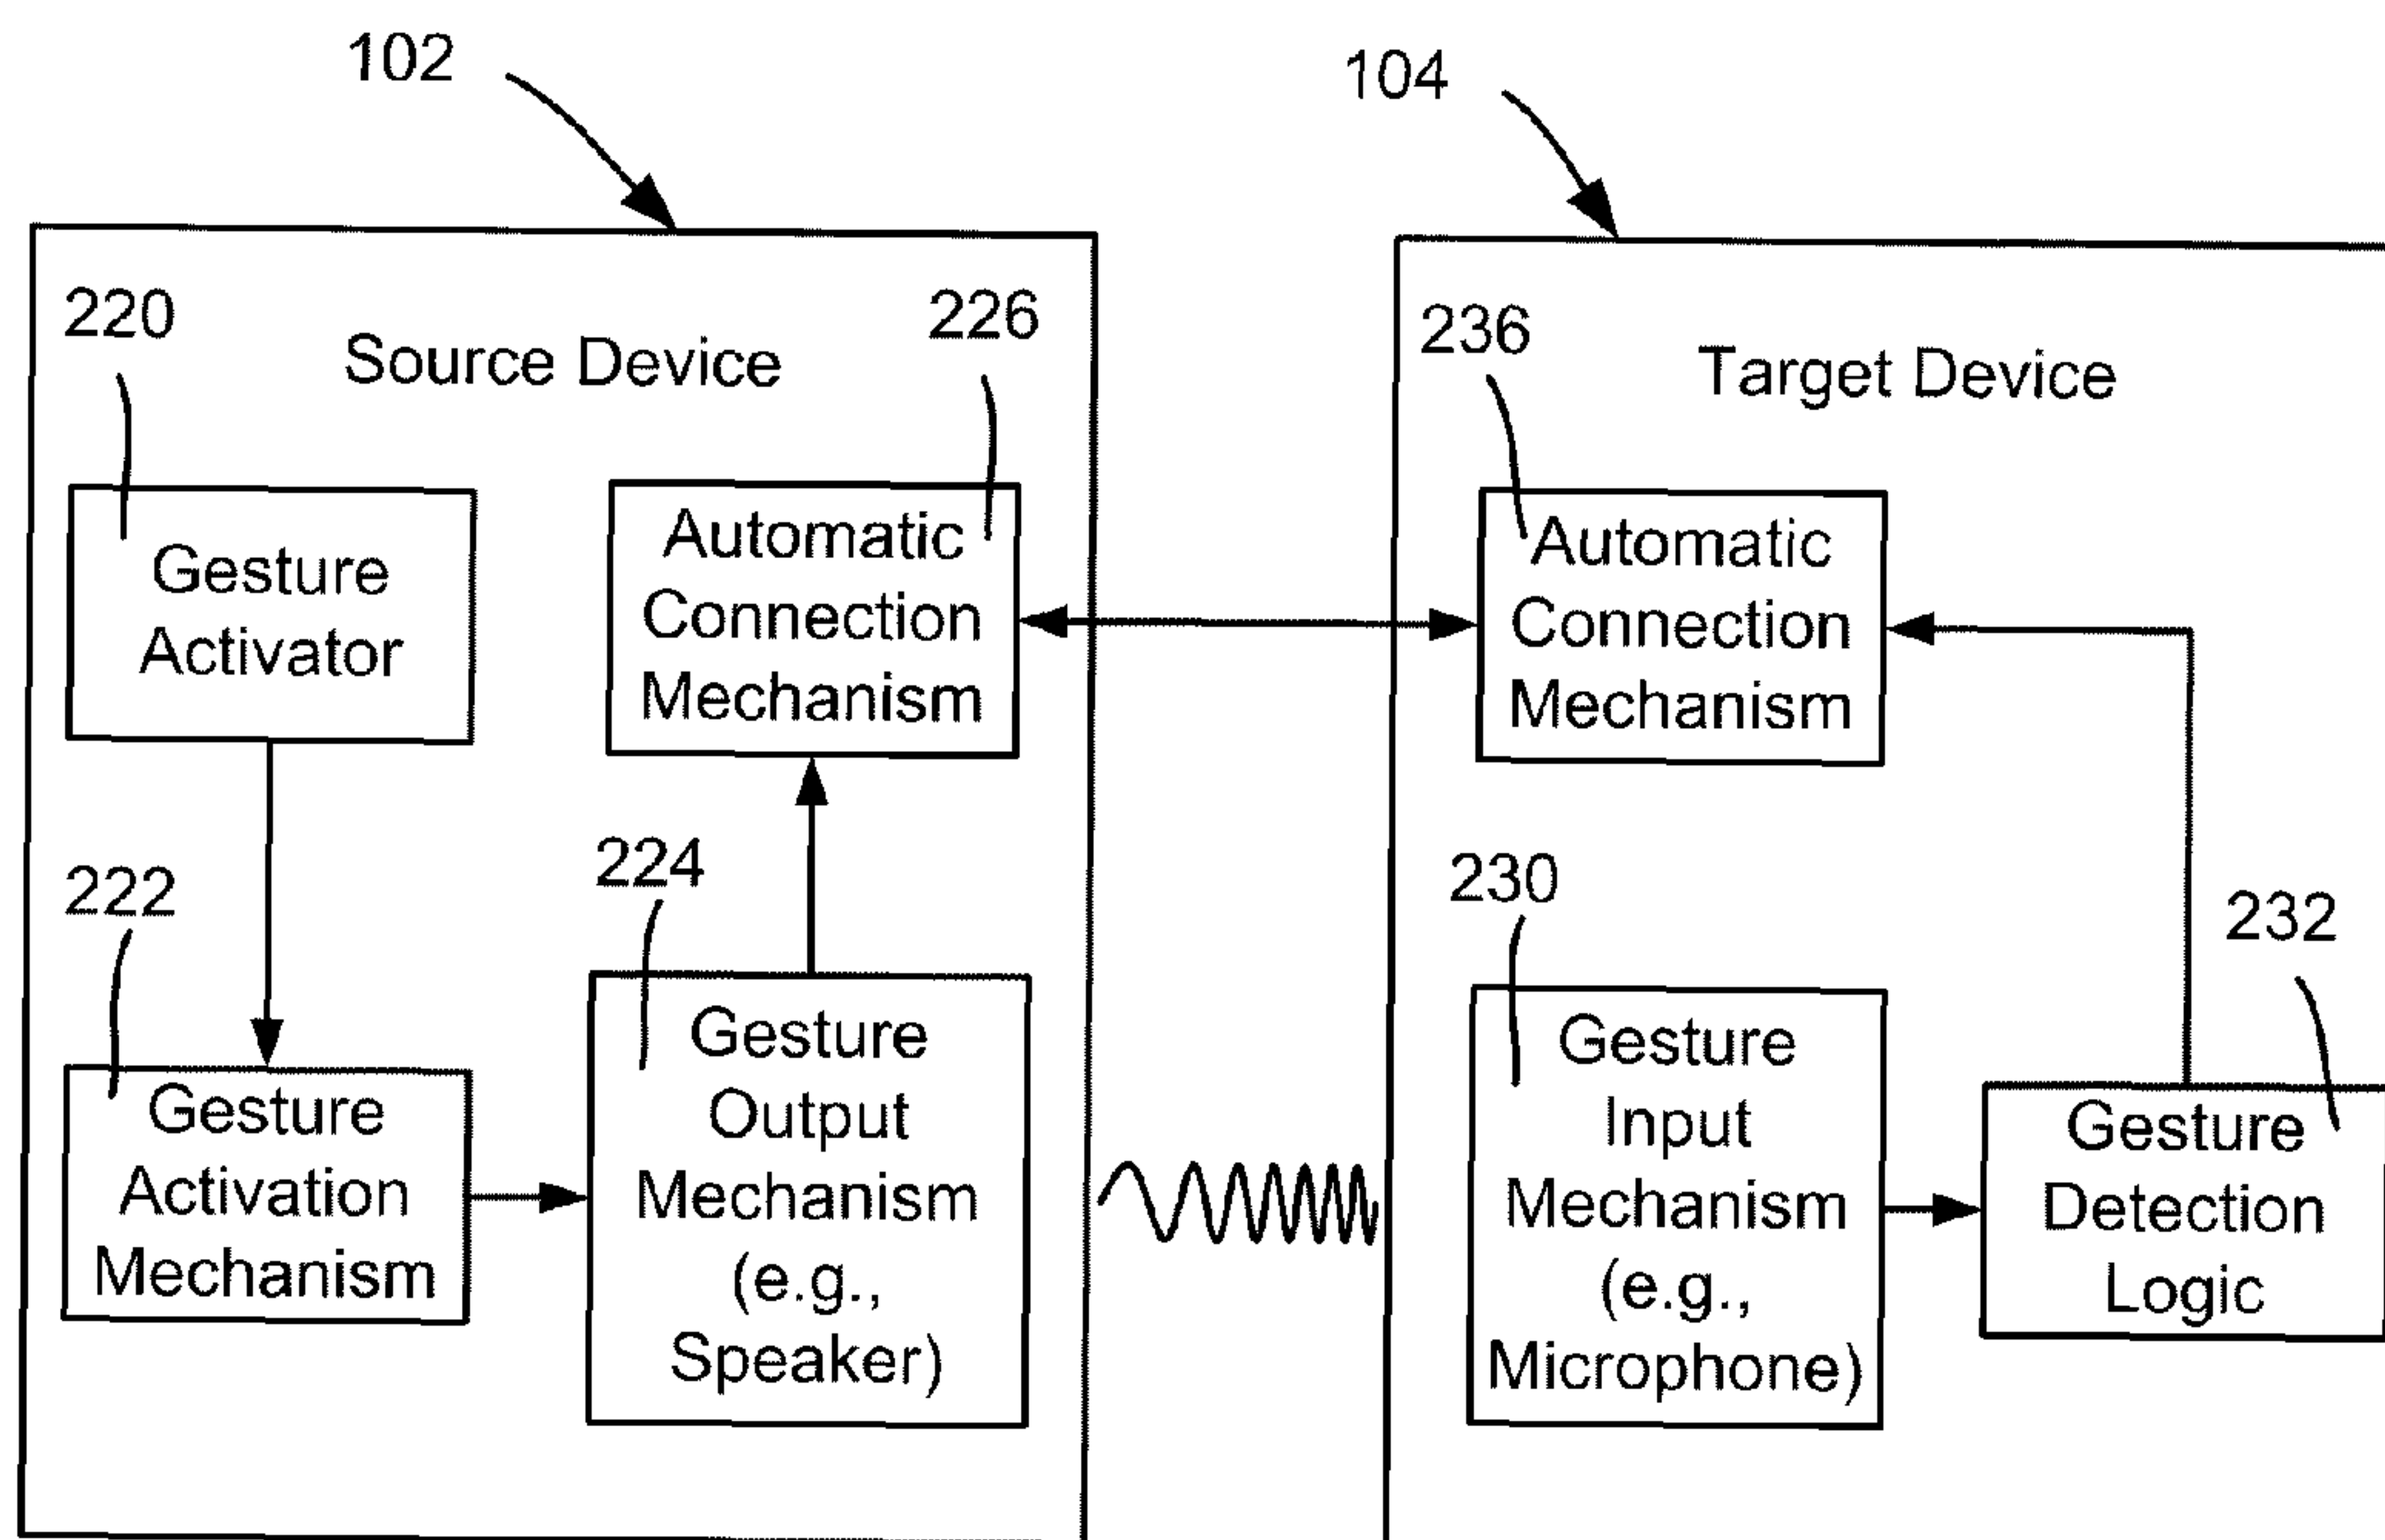 102
104
220
226
Source Device
236
Target Device
Gesture
Activator
Automatic
Connection
Mechanism
Automatic
Connection
Mechanism
222
224
230
232
Gesture
Activation
Mechanism
Gesture
Output
Mechanism
(e.g.,
Speaker)
Gesture
Input
Mechanism
(e.g.,
Microphone)
Gesture
Detection
Logic